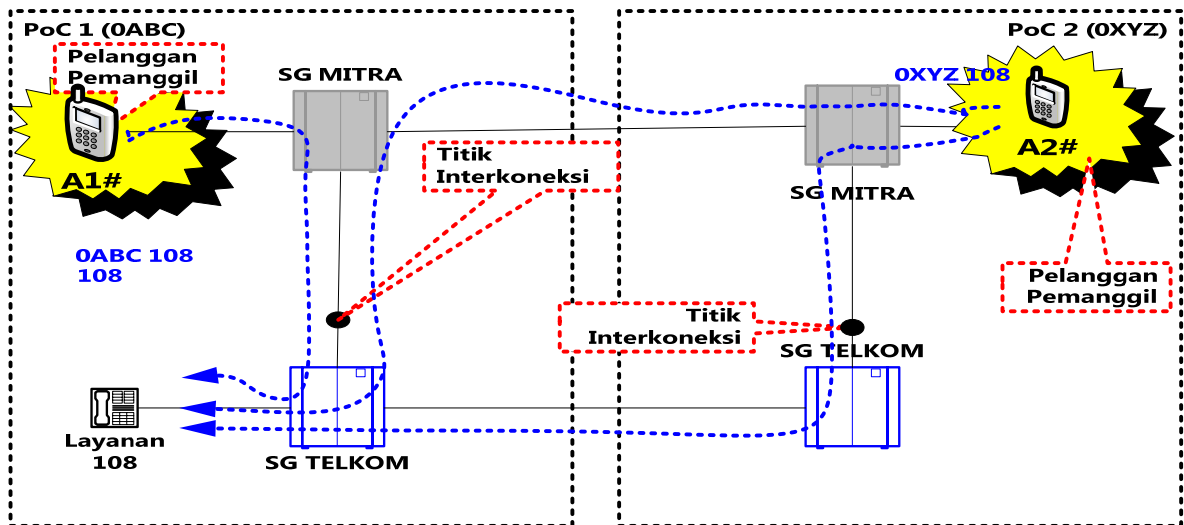 PoC 1 (0ABC)
Pelanggan
Pemanggil
SG MITRA
A1#
0ABC 108
108
Titik
Interkoneksi
Layanan
108
SG TELKOM
PoC 2 (0XYZ)
0XYZ 108
SG MITRA
A2#
Pelanggan
Pemanggil
Titik
Interkoneksi
SG TELKOM